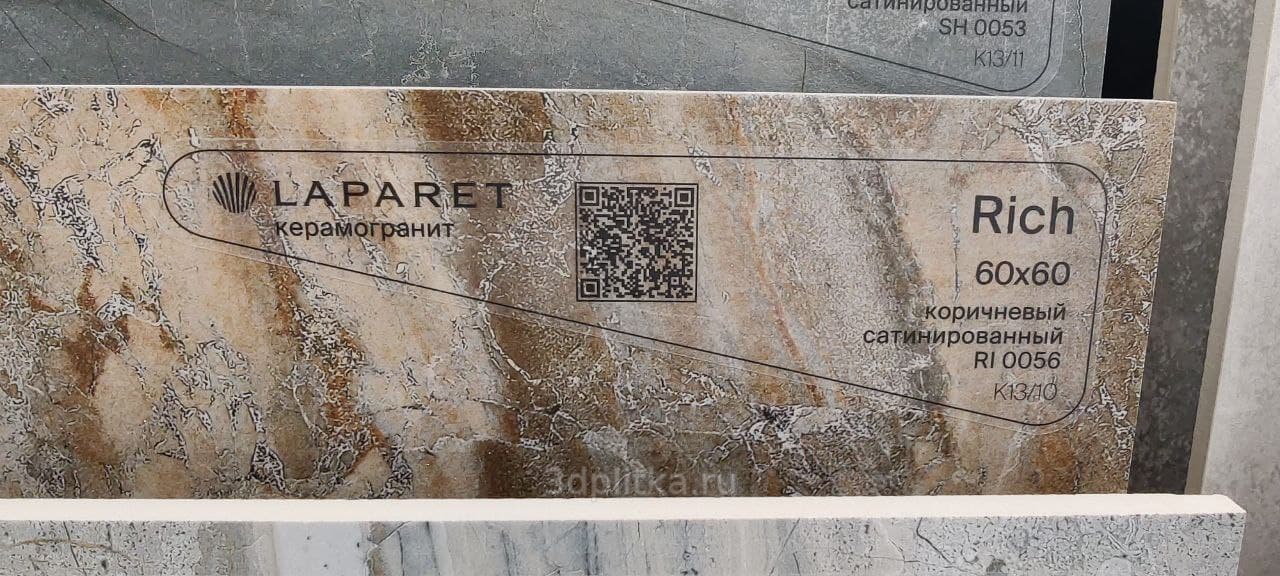 сатинированный
SH 0053
K13/11
LAPARET
керамогранит
Rich
60x60
коричневый
сатинированный
RI 0056
K13/10
3dplitka.ru